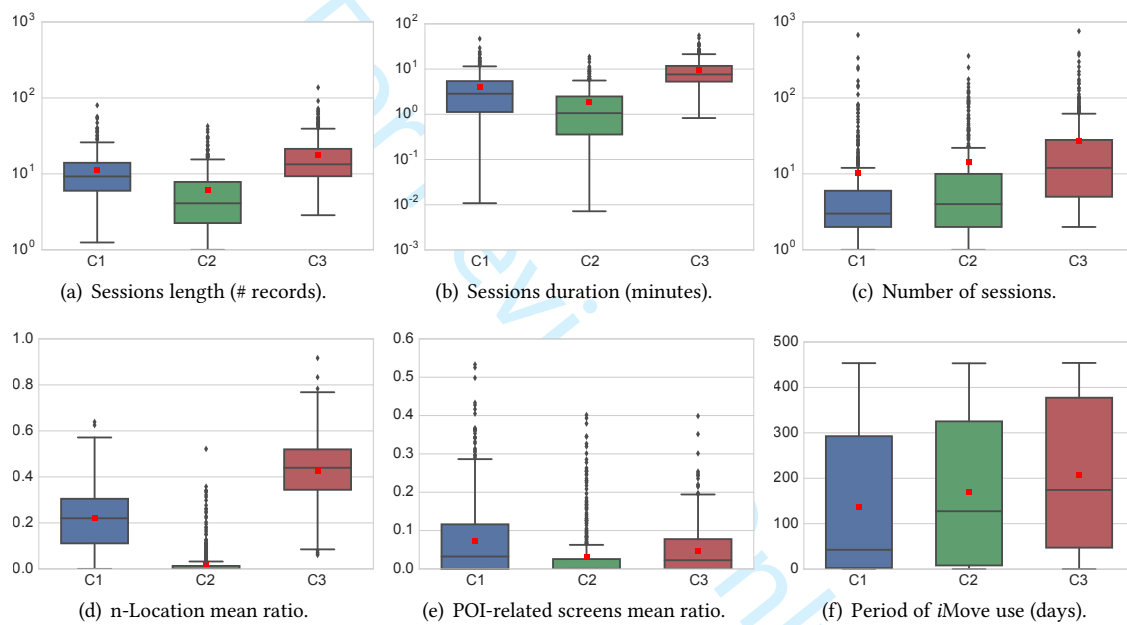 10³
10²
10¹
10⁰
C1 C2 C3
(a) Sessions length (# records).
10²
10¹
10⁰
10⁻¹
10⁻²
10⁻³
C1 C2 C3
(b) Sessions duration (minutes).
10³
10²
10¹
10⁰
C1 C2 C3
(c) Number of sessions.
1.0
0.8
0.6
0.4
0.2
0.0
C1 C2 C3
(d) n-Location mean ratio.
0.6
0.5
0.4
0.3
0.2
0.1
0.0
C1 C2 C3
(e) POI-related screens mean ratio.
500
400
300
200
100
0
C1 C2 C3
(f) Period of iMove use (days).